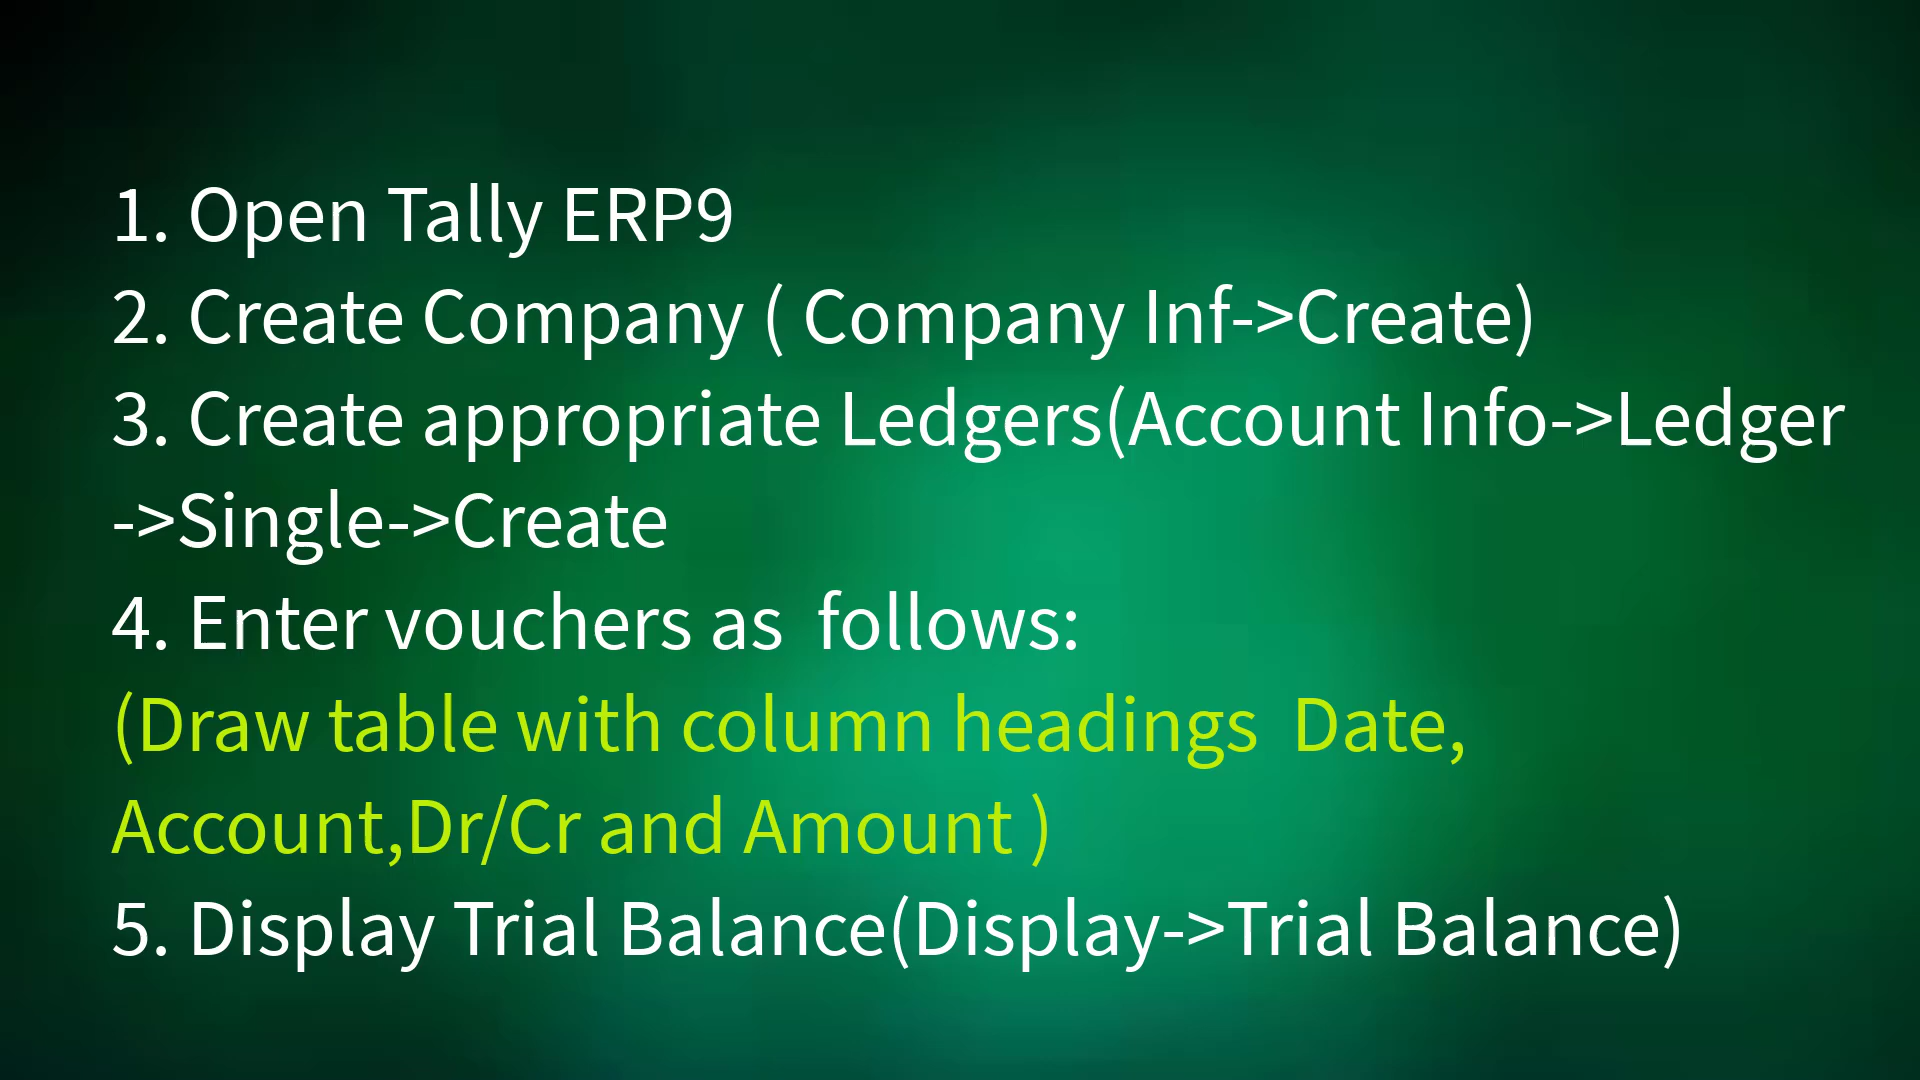 1. Open Tally ERP9
2. Create Company ( Company Inf->Create)
3. Create appropriate Ledgers(Account Info->Ledger
->Single->Create
4. Enter vouchers as  follows:
(Draw table with column headings  Date,
Account,Dr/Cr and Amount )
5. Display Trial Balance(Display->Trial Balance)